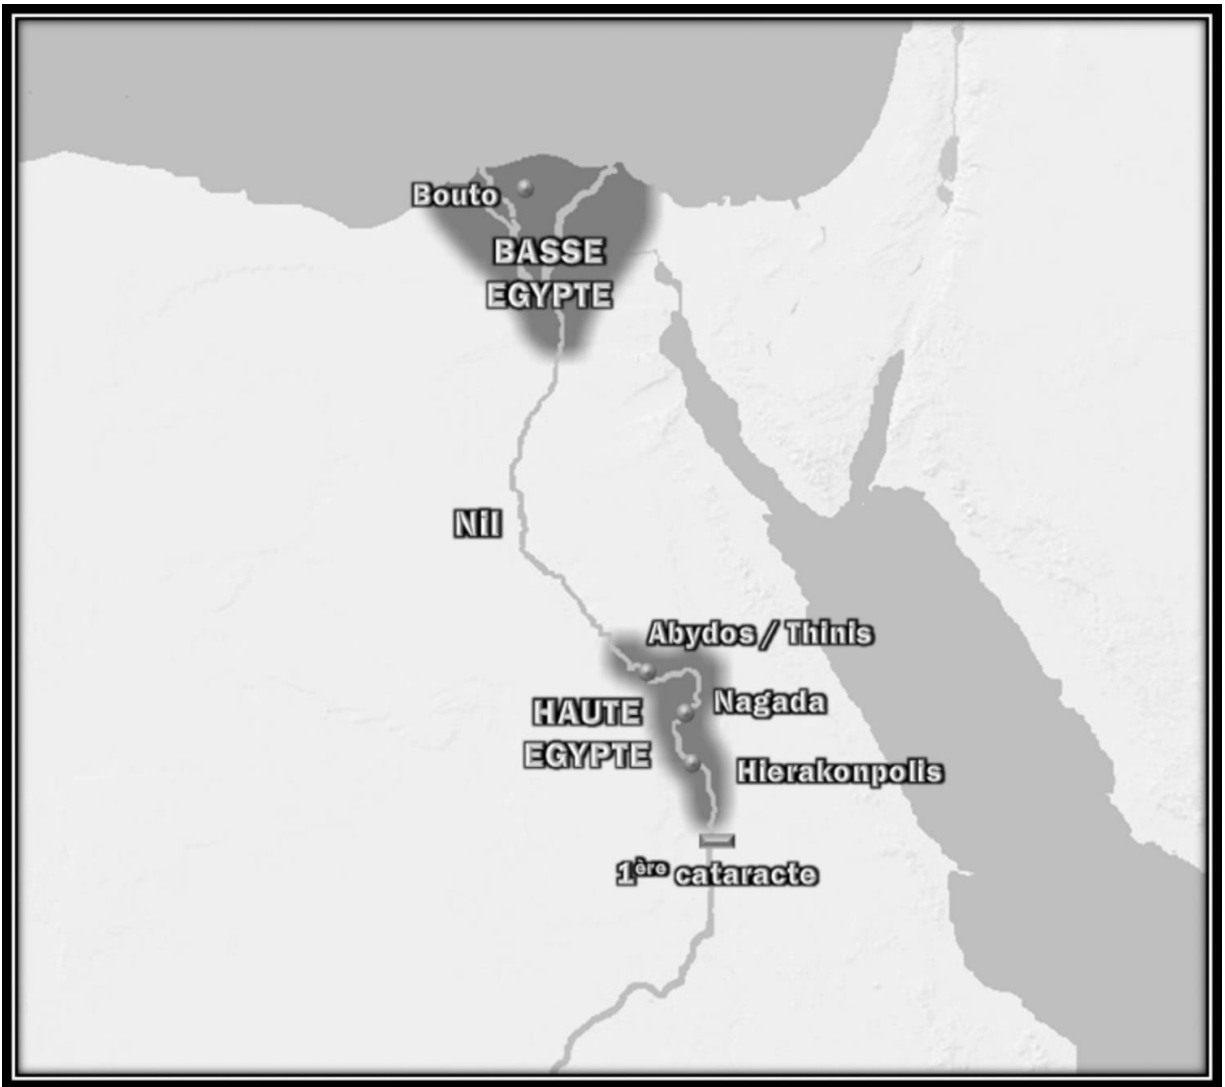 Bouto
BASSE
EGYPTE
Nil
Abydos / Thinis
Nagada
HAUTE
EGYPTE
Hierakonpolis
1ère cataracte